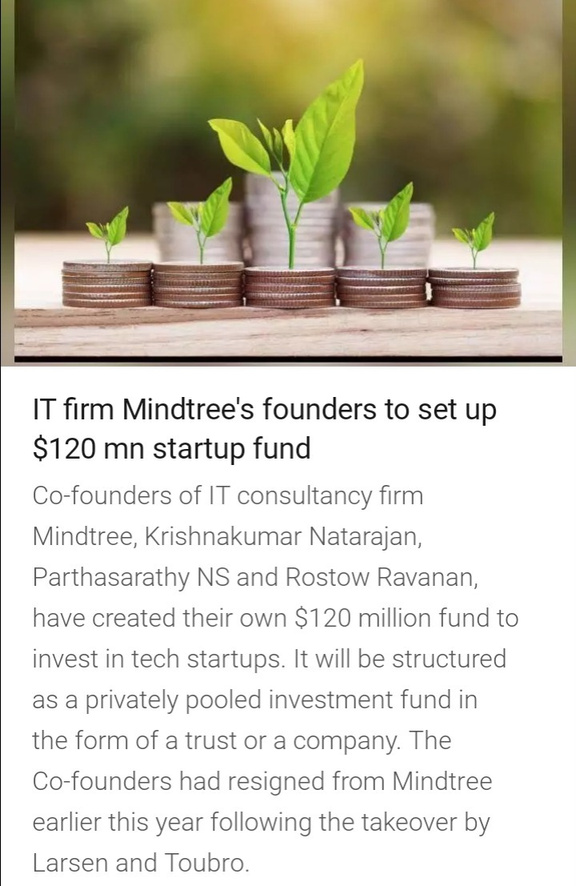 IT firm Mindtree's founders to set up
$120 mn startup fund
Co-founders of IT consultancy firm
Mindtree, Krishnakumar Natarajan,
Parthasarathy NS and Rostow Ravanan,
have created their own $120 million fund to
invest in tech startups. It will be structured
as a privately pooled investment fund in
the form of a trust or a company. The
Co-founders had resigned from Mindtree
earlier this year following the takeover by
Larsen and Toubro.